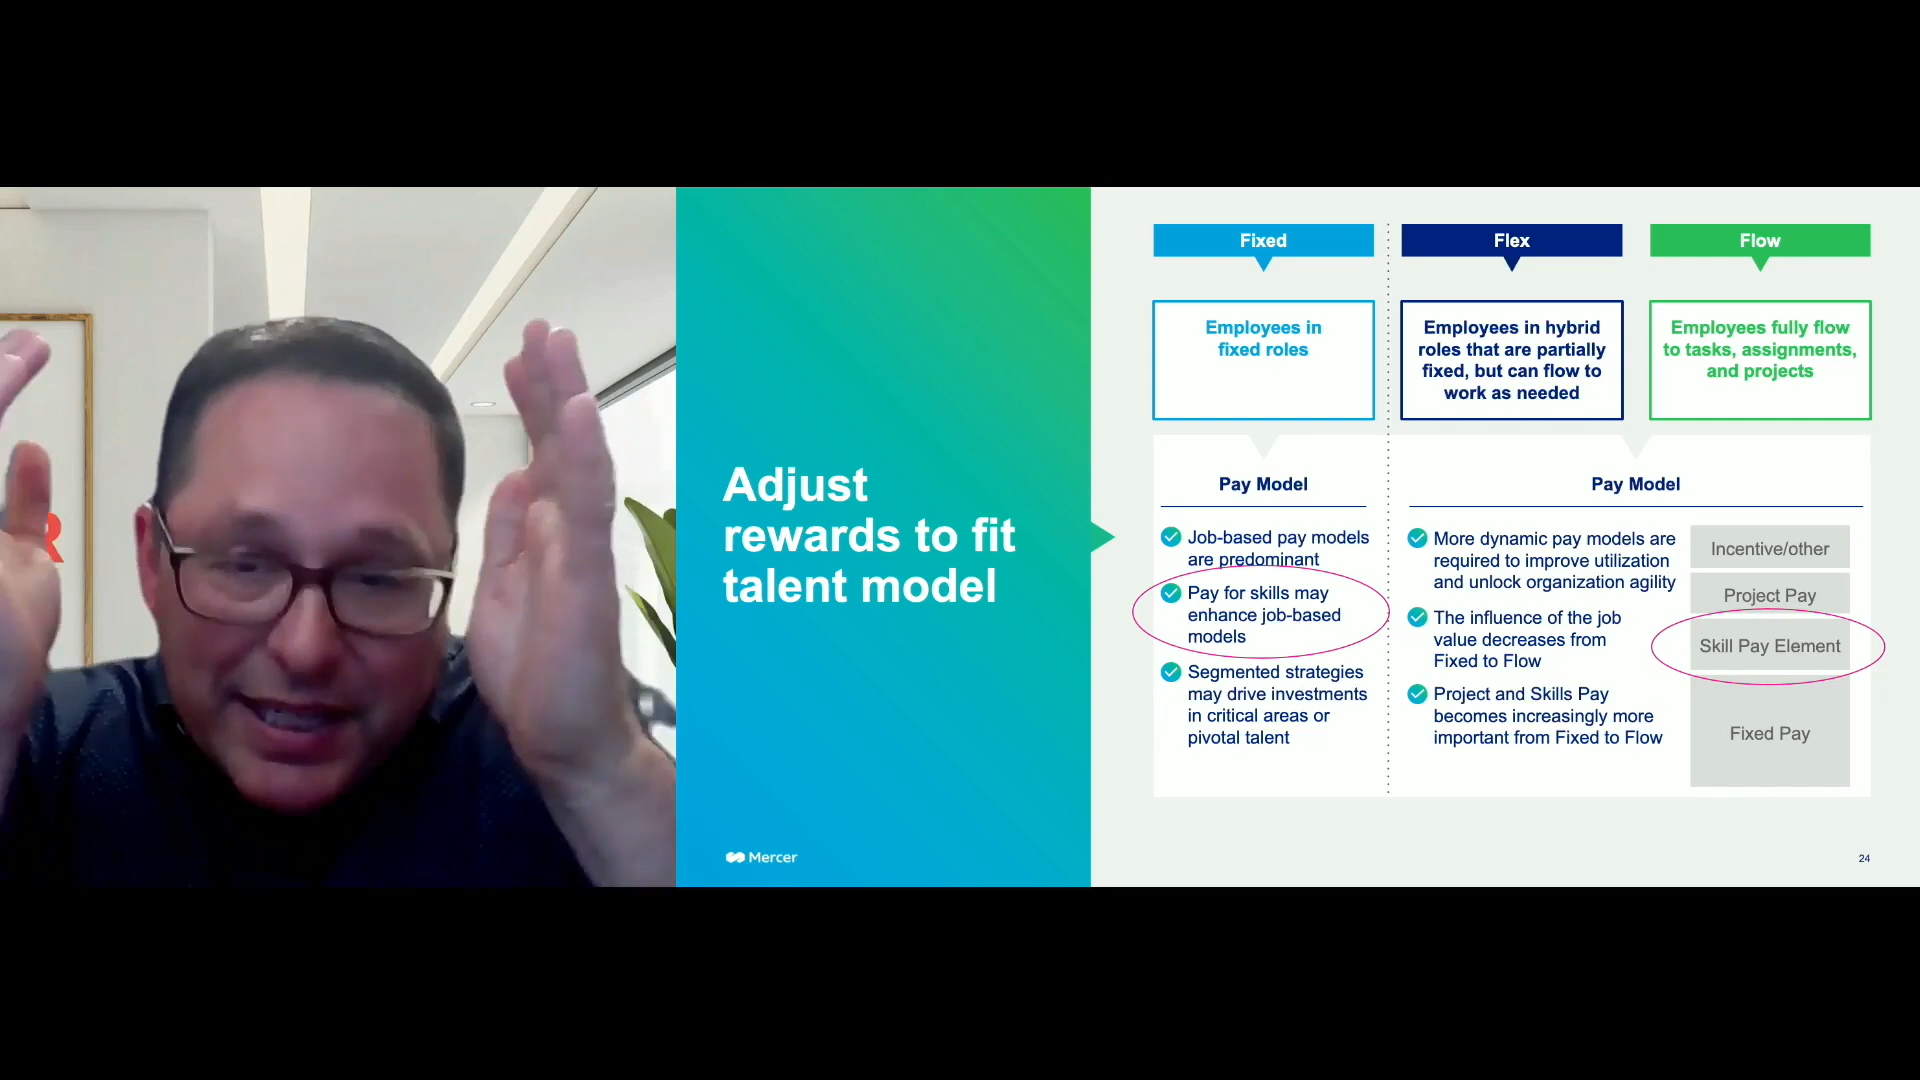 R
Adjust
rewards to fit
talent model
Mercer
Fixed
Flex
Flow
Employees in
fixed roles
Employees in hybrid
roles that are partially
fixed, but can flow to
work as needed
Employees fully flow
to tasks, assignments,
and projects
Pay Model
Job-based pay models
are predominant
Pay for skills may
enhance job-based
models
Segmented strategies
may drive investments
in critical areas or
pivotal talent
Pay Model
More dynamic pay models are
required to improve utilization
and unlock organization agility
The influence of the job
value decreases from
Fixed to Flow
Project and Skills Pay
becomes increasingly more
important from Fixed to Flow
Incentive/other
Project Pay
Skill Pay Element
Fixed Pay
24